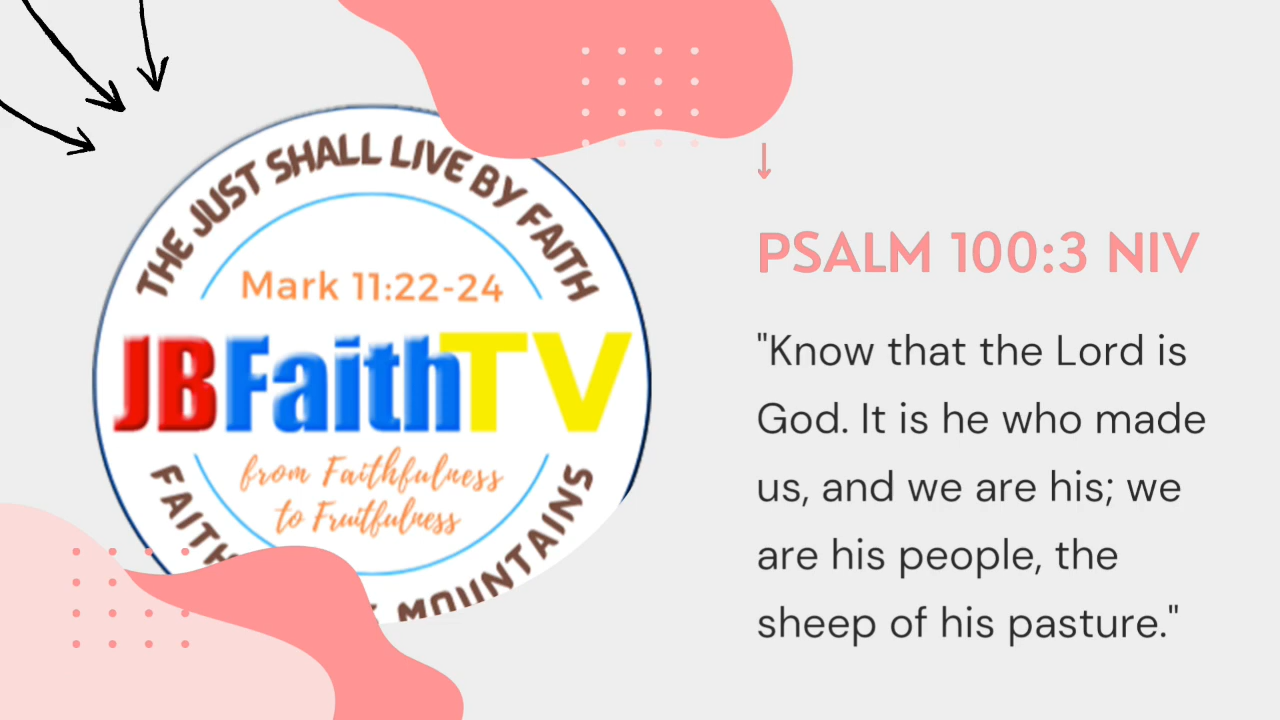 THE JUST SHALL LIVE BY FAITH
Mark 11:22-24
JBFaithTV
from Faithfulness
to Fruitfulness
FAITH MOUNTAINS
PSALM 100:3 NIV
"Know that the Lord is
God. It is he who made
us, and we are his; we
are his people, the
sheep of his pasture."